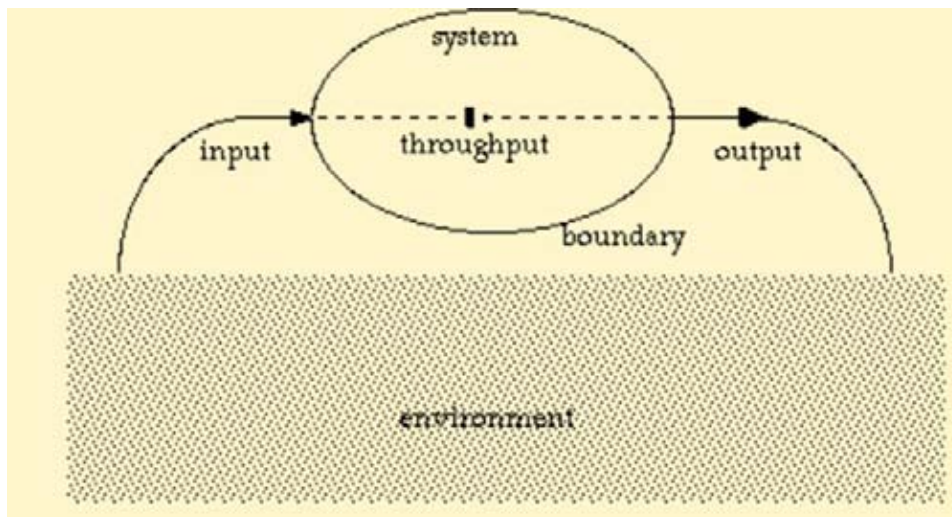 system
input
throughput
output
boundary
environment